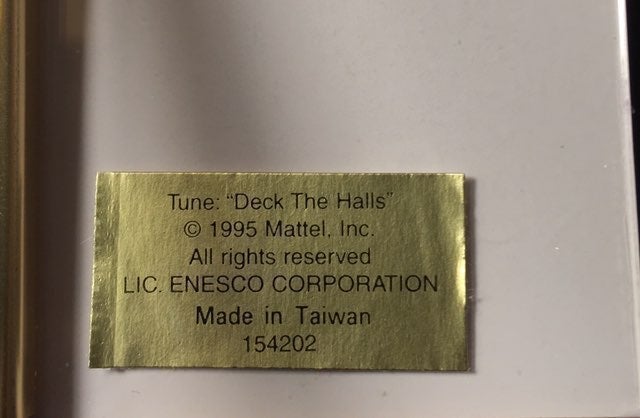 Tune: "Deck The Halls"
© 1995 Mattel, Inc.
All rights reserved
LIC. ENESCO CORPORATION
Made in Taiwan
154202